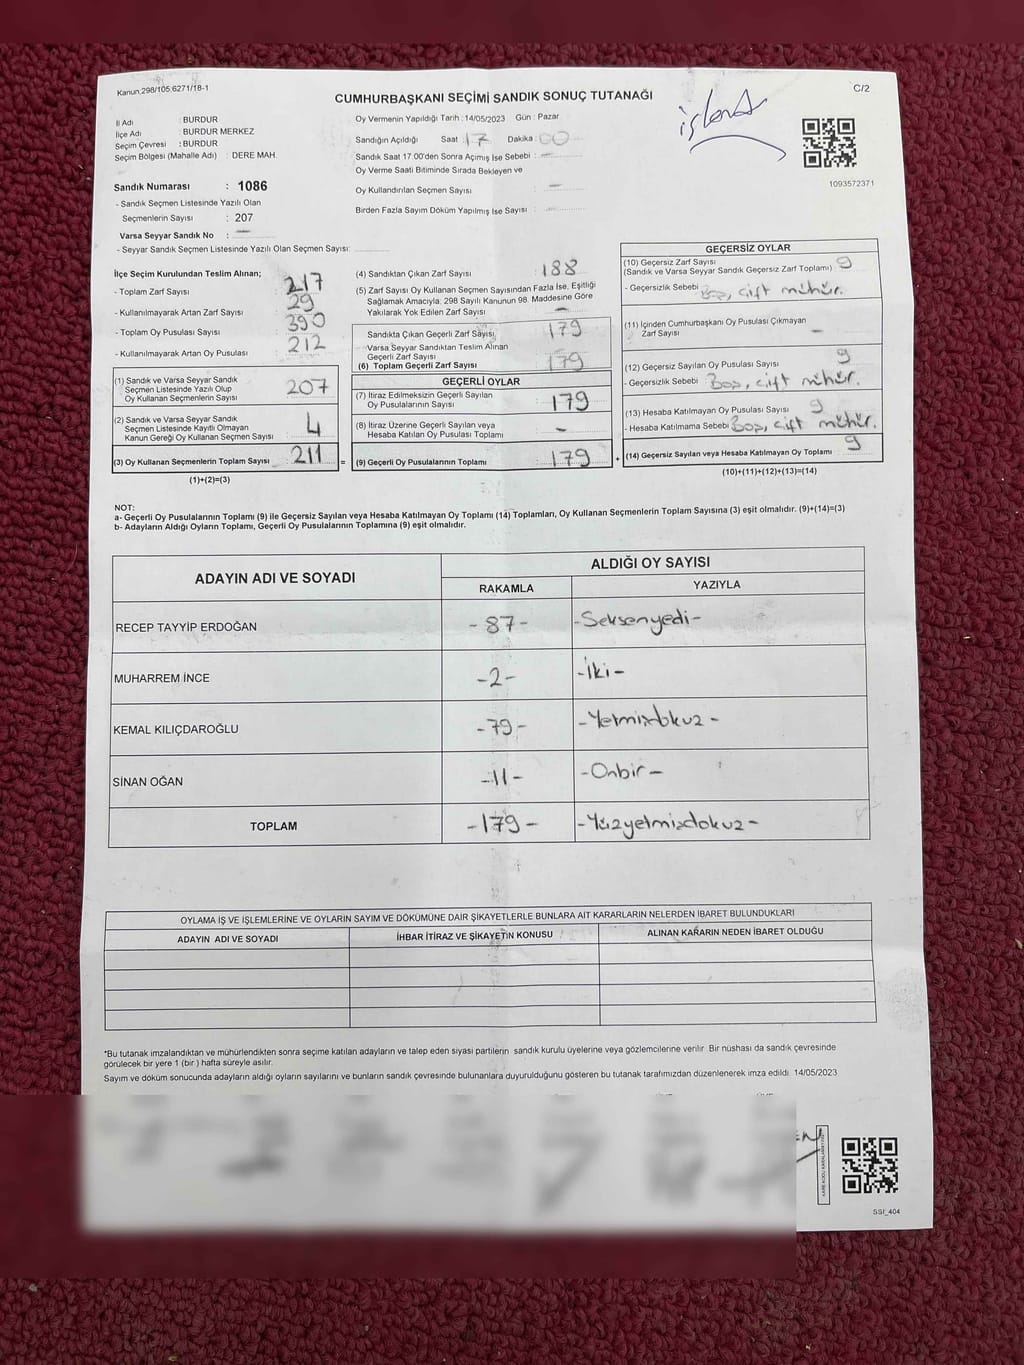 Kanun;298/105,6271/18-1
CUMHURBAŞKANI SEÇİMİ SANDIK SONUÇ TUTANAĞI
C/2
işlendi
1093572371
İl Adı : BURDUR
İlçe Adı : BURDUR MERKEZ
Seçim Çevresi : BURDUR
Seçim Bölgesi (Mahalle Adı) : DERE MAH.
Sandık Numarası : 1086
- Sandık Seçmen Listesinde Yazılı Olan
Seçmenlerin Sayısı : 207
Varsa Seyyar Sandık No : —
- Seyyar Sandık Seçmen Listesinde Yazılı Olan Seçmen Sayısı:
Oy Vermenin Yapıldığı Tarih :14/05/2023 Gün : Pazar
Sandığın Açıldığı Saat 17 Dakika 00
Sandık Saat 17.00'den Sonra Açımış İse Sebebi : —
Oy Verme Saati Bitiminde Sırada Bekleyen ve
Oy Kullandırılan Seçmen Sayısı : —
Birden Fazla Sayım Döküm Yapılmış İse Sayısı : —
İlçe Seçim Kurulundan Teslim Alınan;
- Toplam Zarf Sayısı 217
- Kullanılmayarak Artan Zarf Sayısı 29
- Toplam Oy Pusulası Sayısı 390
- Kullanılmayarak Artan Oy Pusulası 212
(1) Sandık ve Varsa Seyyar Sandık
Seçmen Listesinde Yazılı Olup
Oy Kullanan Seçmenlerin Sayısı 207
(2) Sandık ve Varsa Seyyar Sandık
Seçmen Listesinde Kayıtlı Olmayan
Kanun Gereği Oy Kullanan Seçmen Sayısı 4
(3) Oy Kullanan Seçmenlerin Toplam Sayısı 211
(1)+(2)=(3)
(4) Sandıktan Çıkan Zarf Sayısı 188
(5) Zarf Sayısı Oy Kullanan Seçmen Sayısından Fazla İse, Eşitliği
Sağlamak Amacıyla; 298 Sayılı Kanunun 98. Maddesine Göre
Yakılarak Yok Edilen Zarf Sayısı —
Sandıkta Çıkan Geçerli Zarf Sayısı 179
Varsa Seyyar Sandıktan Teslim Alınan
Geçerli Zarf Sayısı
(6) Toplam Geçerli Zarf Sayısı 179
GEÇERLİ OYLAR
(7) İtiraz Edilmeksizin Geçerli Sayılan
Oy Pusulalarının Sayısı 179
(8) İtiraz Üzerine Geçerli Sayılan veya
Hesaba Katılan Oy Pusulası Toplamı -
= (9) Geçerli Oy Pusulalarının Toplamı 179
GEÇERSİZ OYLAR
(10) Geçersiz Zarf Sayısı 9
(Sandık ve Varsa Seyyar Sandık Geçersiz Zarf Toplamı)
- Geçersizlik Sebebi Boş, çift mühür.
(11) İçinden Cumhurbaşkanı Oy Pusulası Çıkmayan
Zarf Sayısı —
(12) Geçersiz Sayılan Oy Pusulası Sayısı 9
- Geçersizlik Sebebi Boş, çift mühür.
(13) Hesaba Katılmayan Oy Pusulası Sayısı 9
- Hesaba Katılmama Sebebi Boş, çift mühür.
+ (14) Geçersiz Sayılan veya Hesaba Katılmayan Oy Toplamı 9
(10)+(11)+(12)+(13)=(14)
NOT:
a- Geçerli Oy Pusulalarının Toplamı (9) ile Geçersiz Sayılan veya Hesaba Katılmayan Oy Toplamı (14) Toplamları, Oy Kullanan Seçmenlerin Toplam Sayısına (3) eşit olmalıdır. (9)+(14)=(3)
b- Adayların Aldığı Oyların Toplamı, Geçerli Oy Pusulalarının Toplamına (9) eşit olmalıdır.
ADAYIN ADI VE SOYADI ALDIĞI OY SAYISI
RAKAMLA YAZIYLA
RECEP TAYYİP ERDOĞAN -87- -Seksenyedi-
MUHARREM İNCE -2- -İki-
KEMAL KILIÇDAROĞLU -79- -Yetmişdokuz-
SİNAN OĞAN -11- -Onbir-
TOPLAM -179- -Yüzyetmişdokuz-
OYLAMA İŞ VE İŞLEMLERİNE VE OYLARIN SAYIM VE DÖKÜMÜNE DAİR ŞİKAYETLERLE BUNLARA AİT KARARLARIN NELERDEN İBARET BULUNDUKLARI
ADAYIN ADI VE SOYADI İHBAR İTİRAZ VE ŞİKAYETİN KONUSU ALINAN KARARIN NEDEN İBARET OLDUĞU
*Bu tutanak imzalandıktan ve mühürlendikten sonra seçime katılan adayların ve talep eden siyasi partilerin sandık kurulu üyelerine veya gözlemcilerine verilir. Bir nüshası da sandık çevresinde
görülecek bir yere 1 (bir) hafta süreyle asılır.
Sayım ve döküm sonucunda adayların aldığı oyların sayılarını ve bunların sandık çevresinde bulunanlara duyurulduğunu gösteren bu tutanak tarafımızdan düzenlenerek imza edildi. 14/05/2023
SSI_404